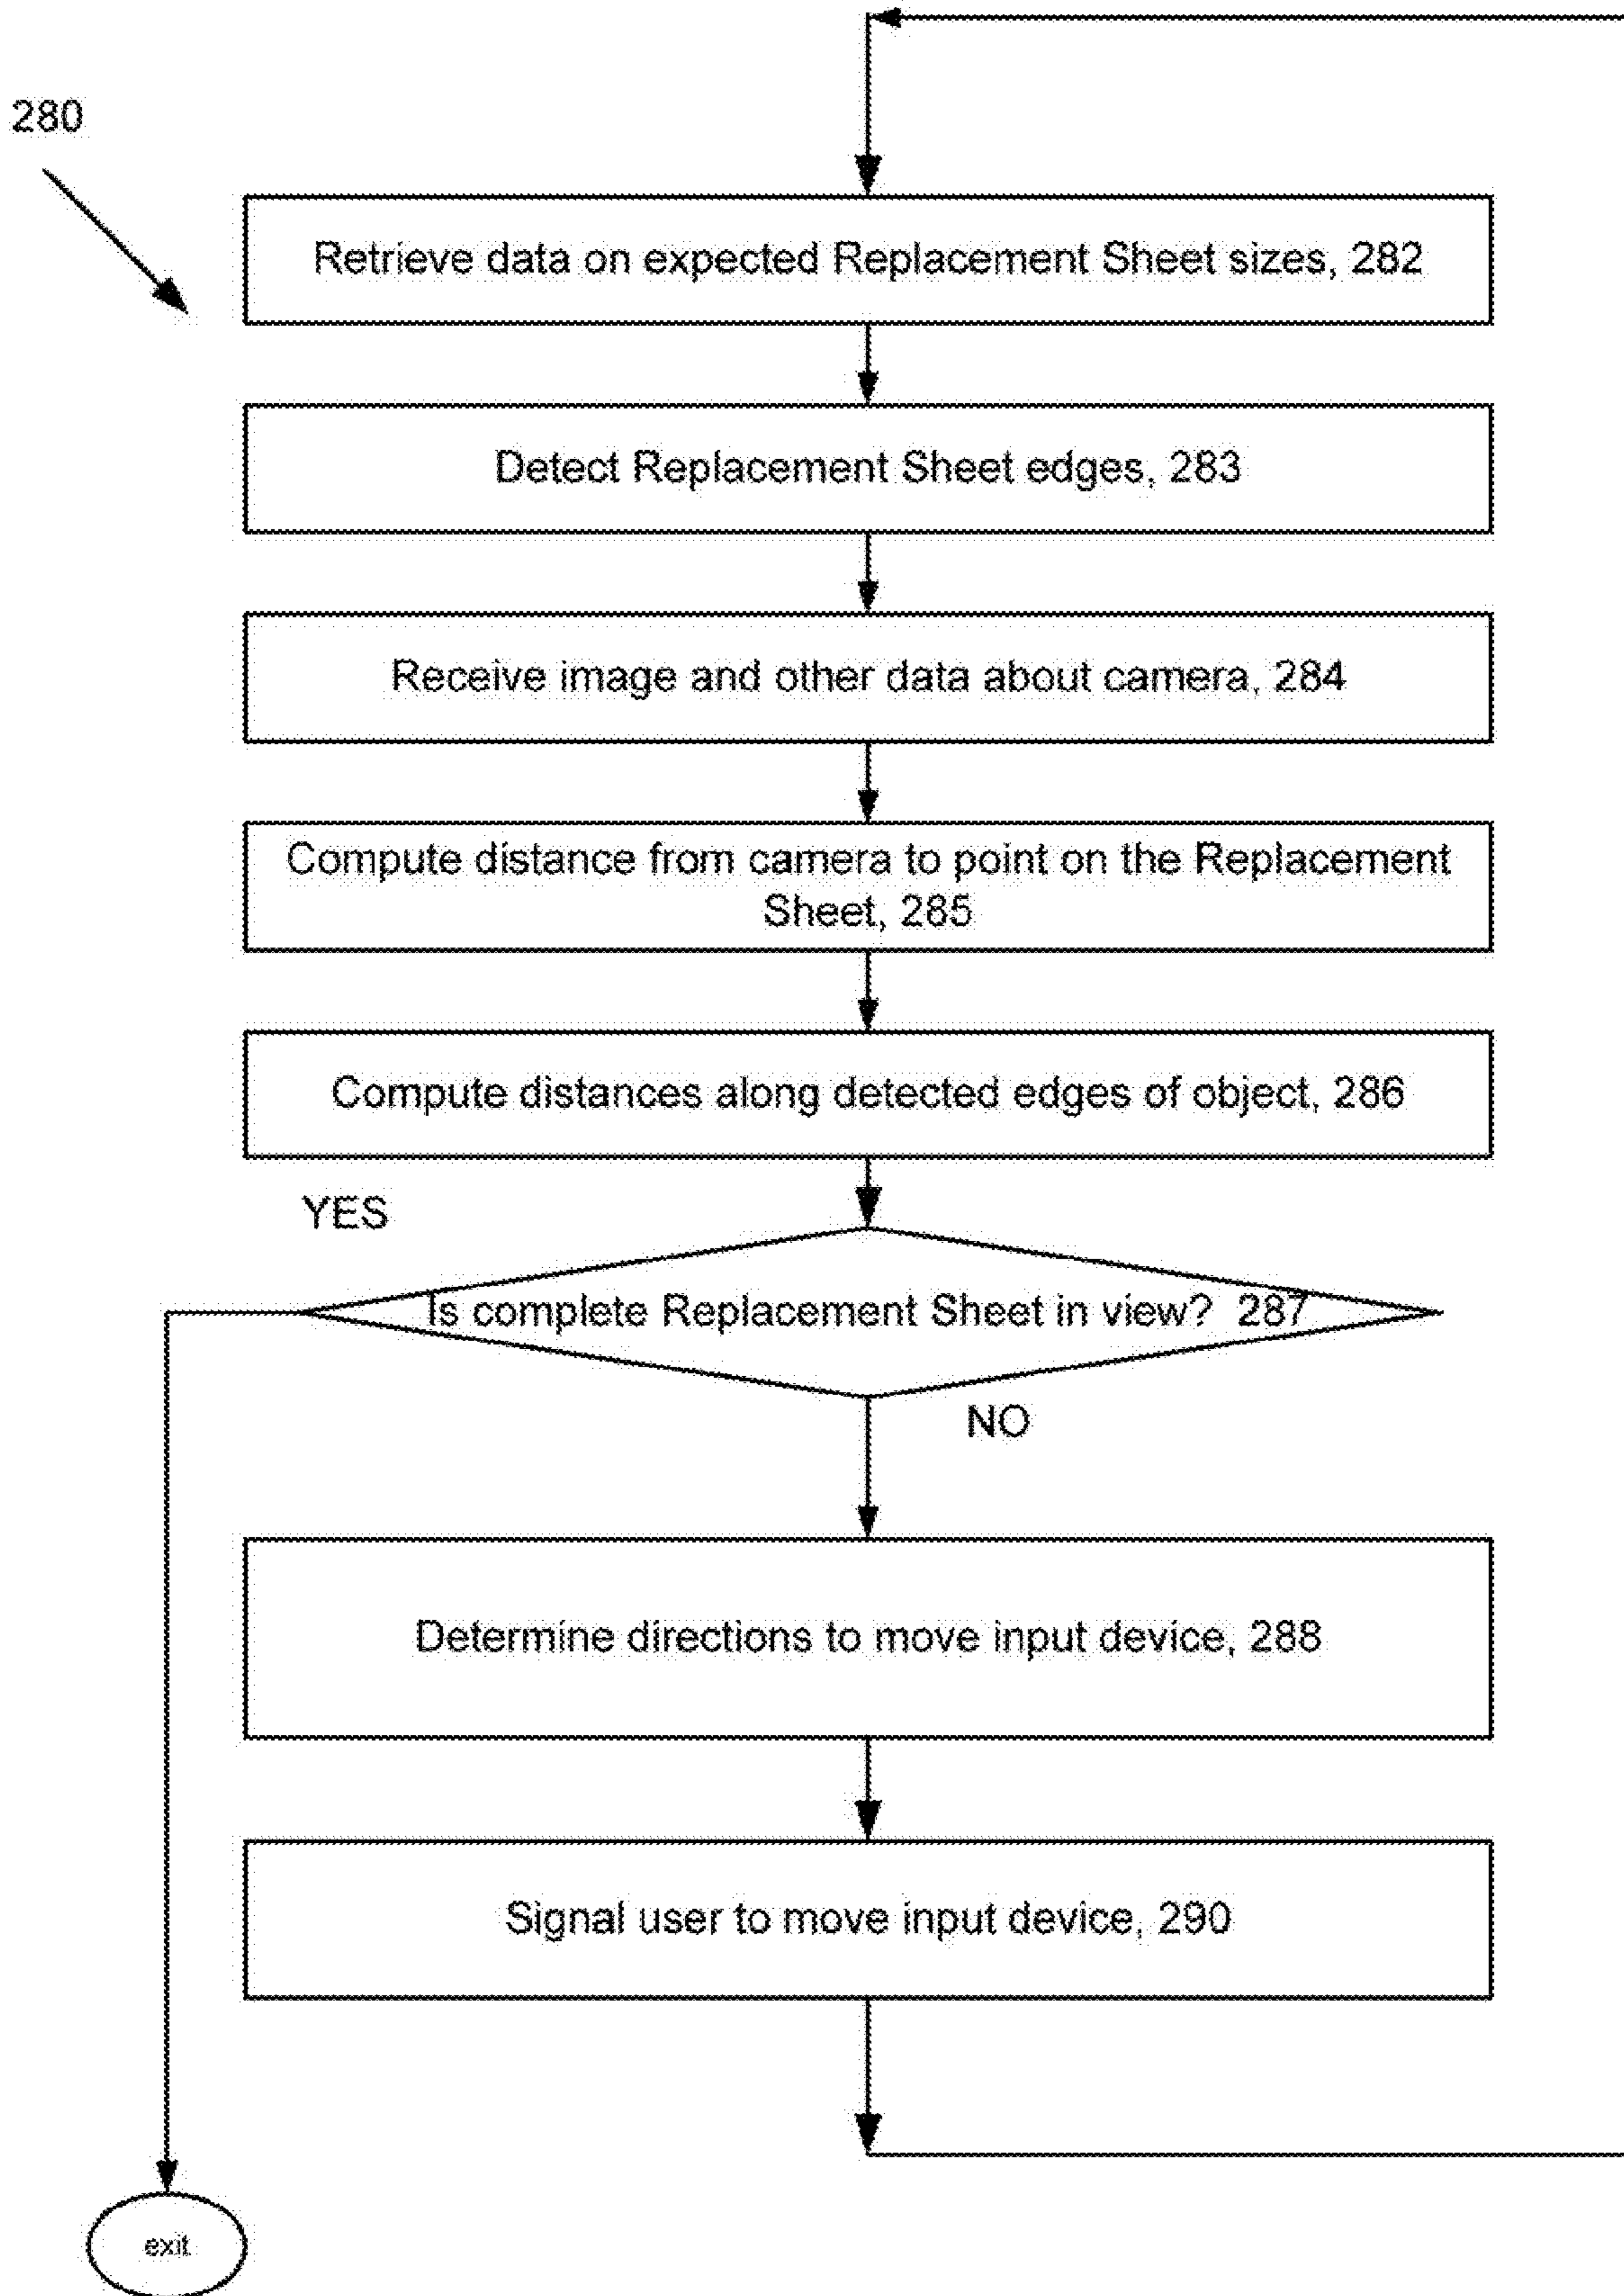 280
Retrieve data on expected Replacement Sheet sizes, 282
Detect Replacement Sheet edges, 283
Receive image and other data about camera, 284
Compute distance from camera to point on the Replacement
Sheet, 285
Compute distances along detected edges of object, 286
YES
Is complete Replacement Sheet in view? 287
NO
Determine directions to move input device, 288
Signal user to move input device, 290
exit